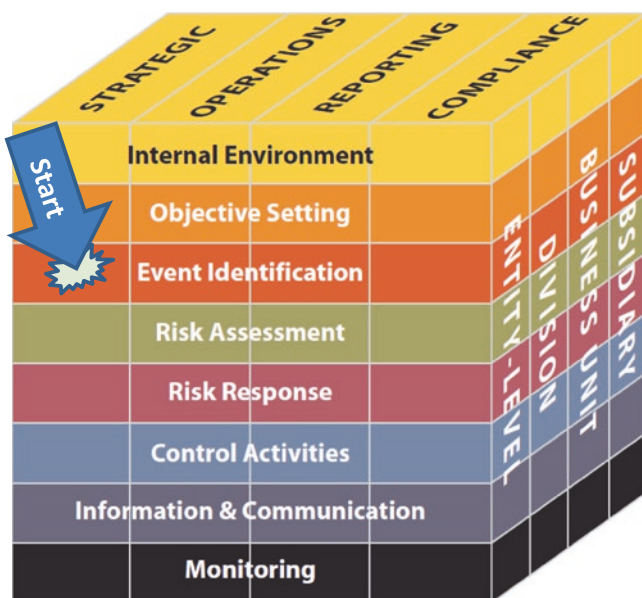 STRATEGIC
OPERATIONS
REPORTING
COMPLIANCE
Start
Internal Environment
Objective Setting
Event Identification
Risk Assessment
Risk Response
Control Activities
Information & Communication
Monitoring
ENTITY-LEVEL
DIVISION
BUSINESS UNIT
SUBSIDIARY